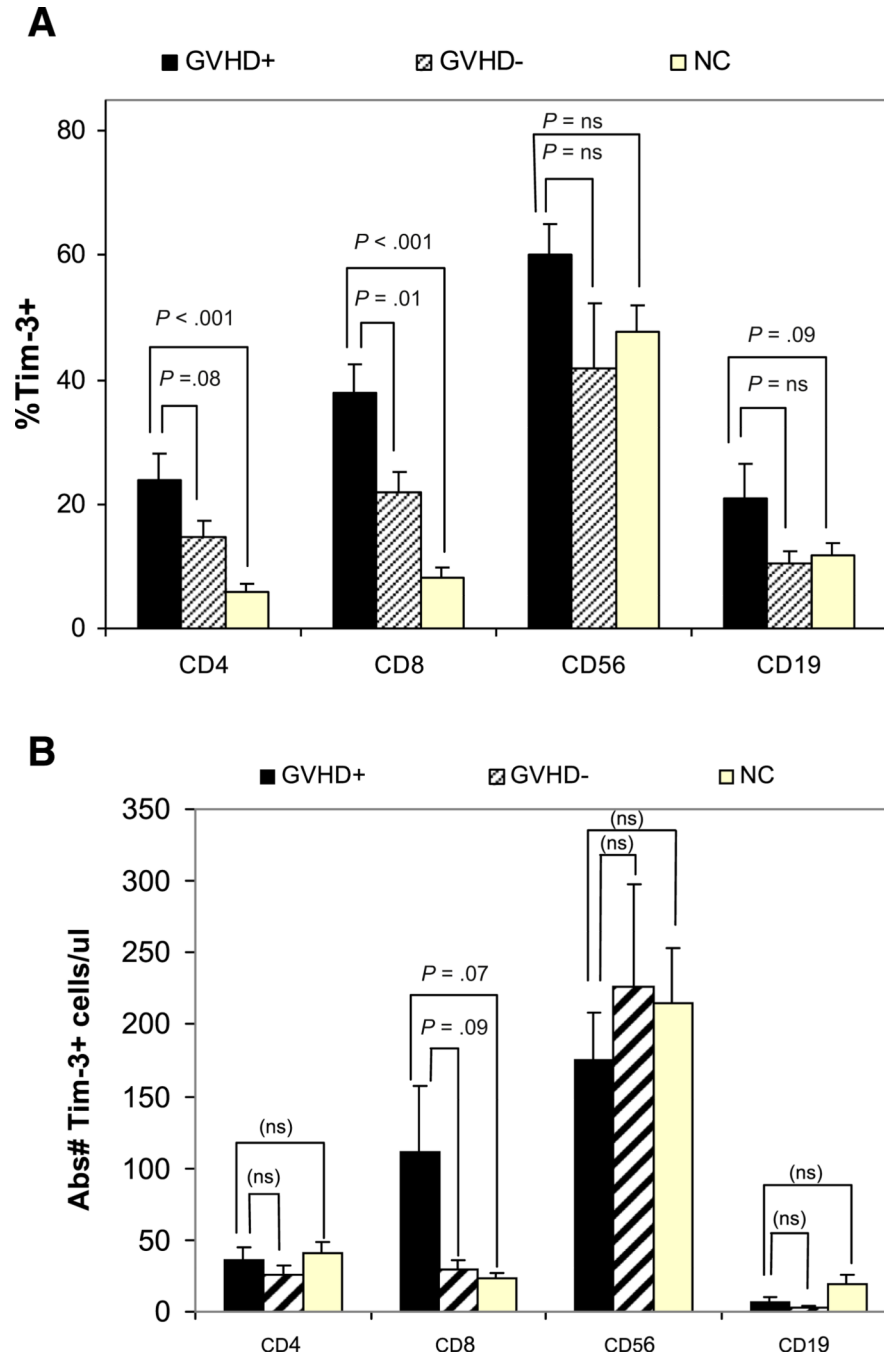 A
GVHD+ GVHD- NC
80
60
40
20
0
%Tim-3+
P < .001
P =.08
P < .001
P = .01
P = ns
P = ns
P = .09
P = ns
CD4 CD8 CD56 CD19
B
GVHD+ GVHD- NC
350
300
250
200
150
100
50
0
Abs# Tim-3+ cells/ul
(ns)
(ns)
P = .07
P = .09
(ns)
(ns)
(ns)
(ns)
CD4 CD8 CD56 CD19